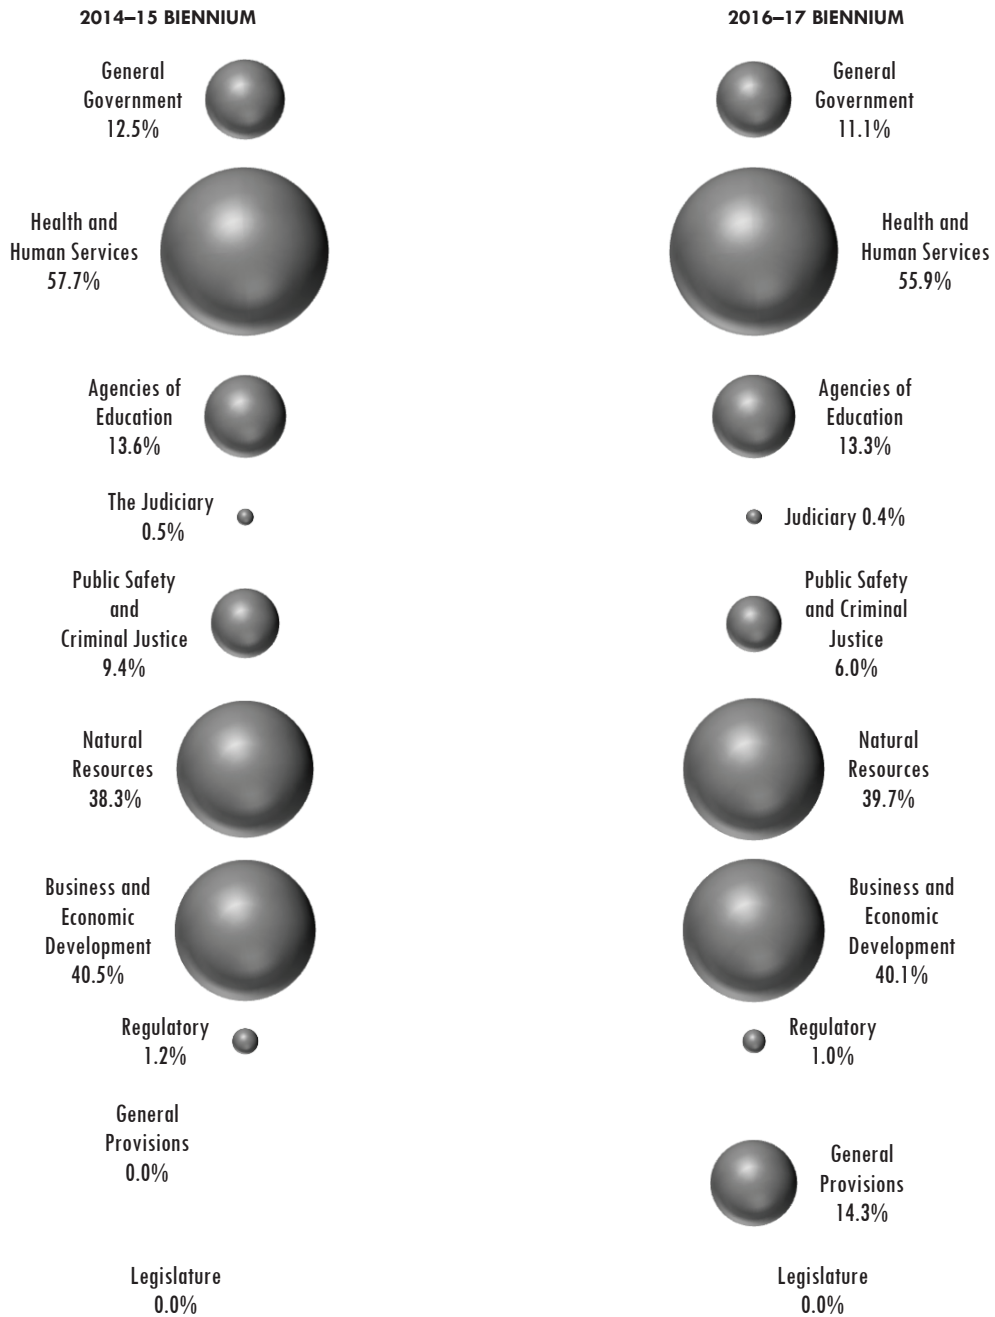 2014–15 BIENNIUM
General
Government
12.5%
Health and
Human Services
57.7%
Agencies of
Education
13.6%
The Judiciary
0.5%
Public Safety
and
Criminal Justice
9.4%
Natural
Resources
38.3%
Business and
Economic
Development
40.5%
Regulatory
1.2%
General
Provisions
0.0%
Legislature
0.0%
2016–17 BIENNIUM
General
Government
11.1%
Health and
Human Services
55.9%
Agencies of
Education
13.3%
Judiciary 0.4%
Public Safety
and Criminal
Justice
6.0%
Natural
Resources
39.7%
Business and
Economic
Development
40.1%
Regulatory
1.0%
General
Provisions
14.3%
Legislature
0.0%